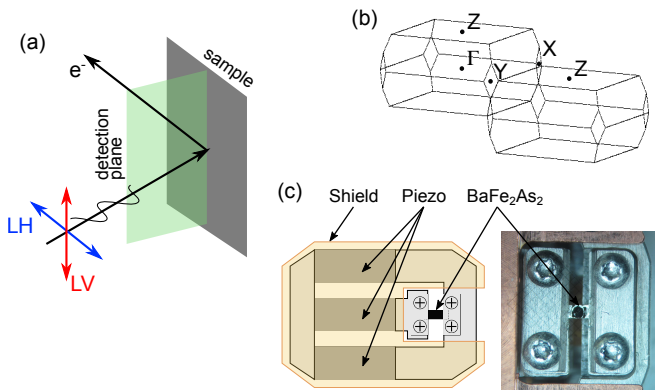 (a)
sample
e-
detection
plane
LH
LV
(b)
Z
Γ
Y
X
Z
(c)
Shield
Piezo
BaFe₂As₂